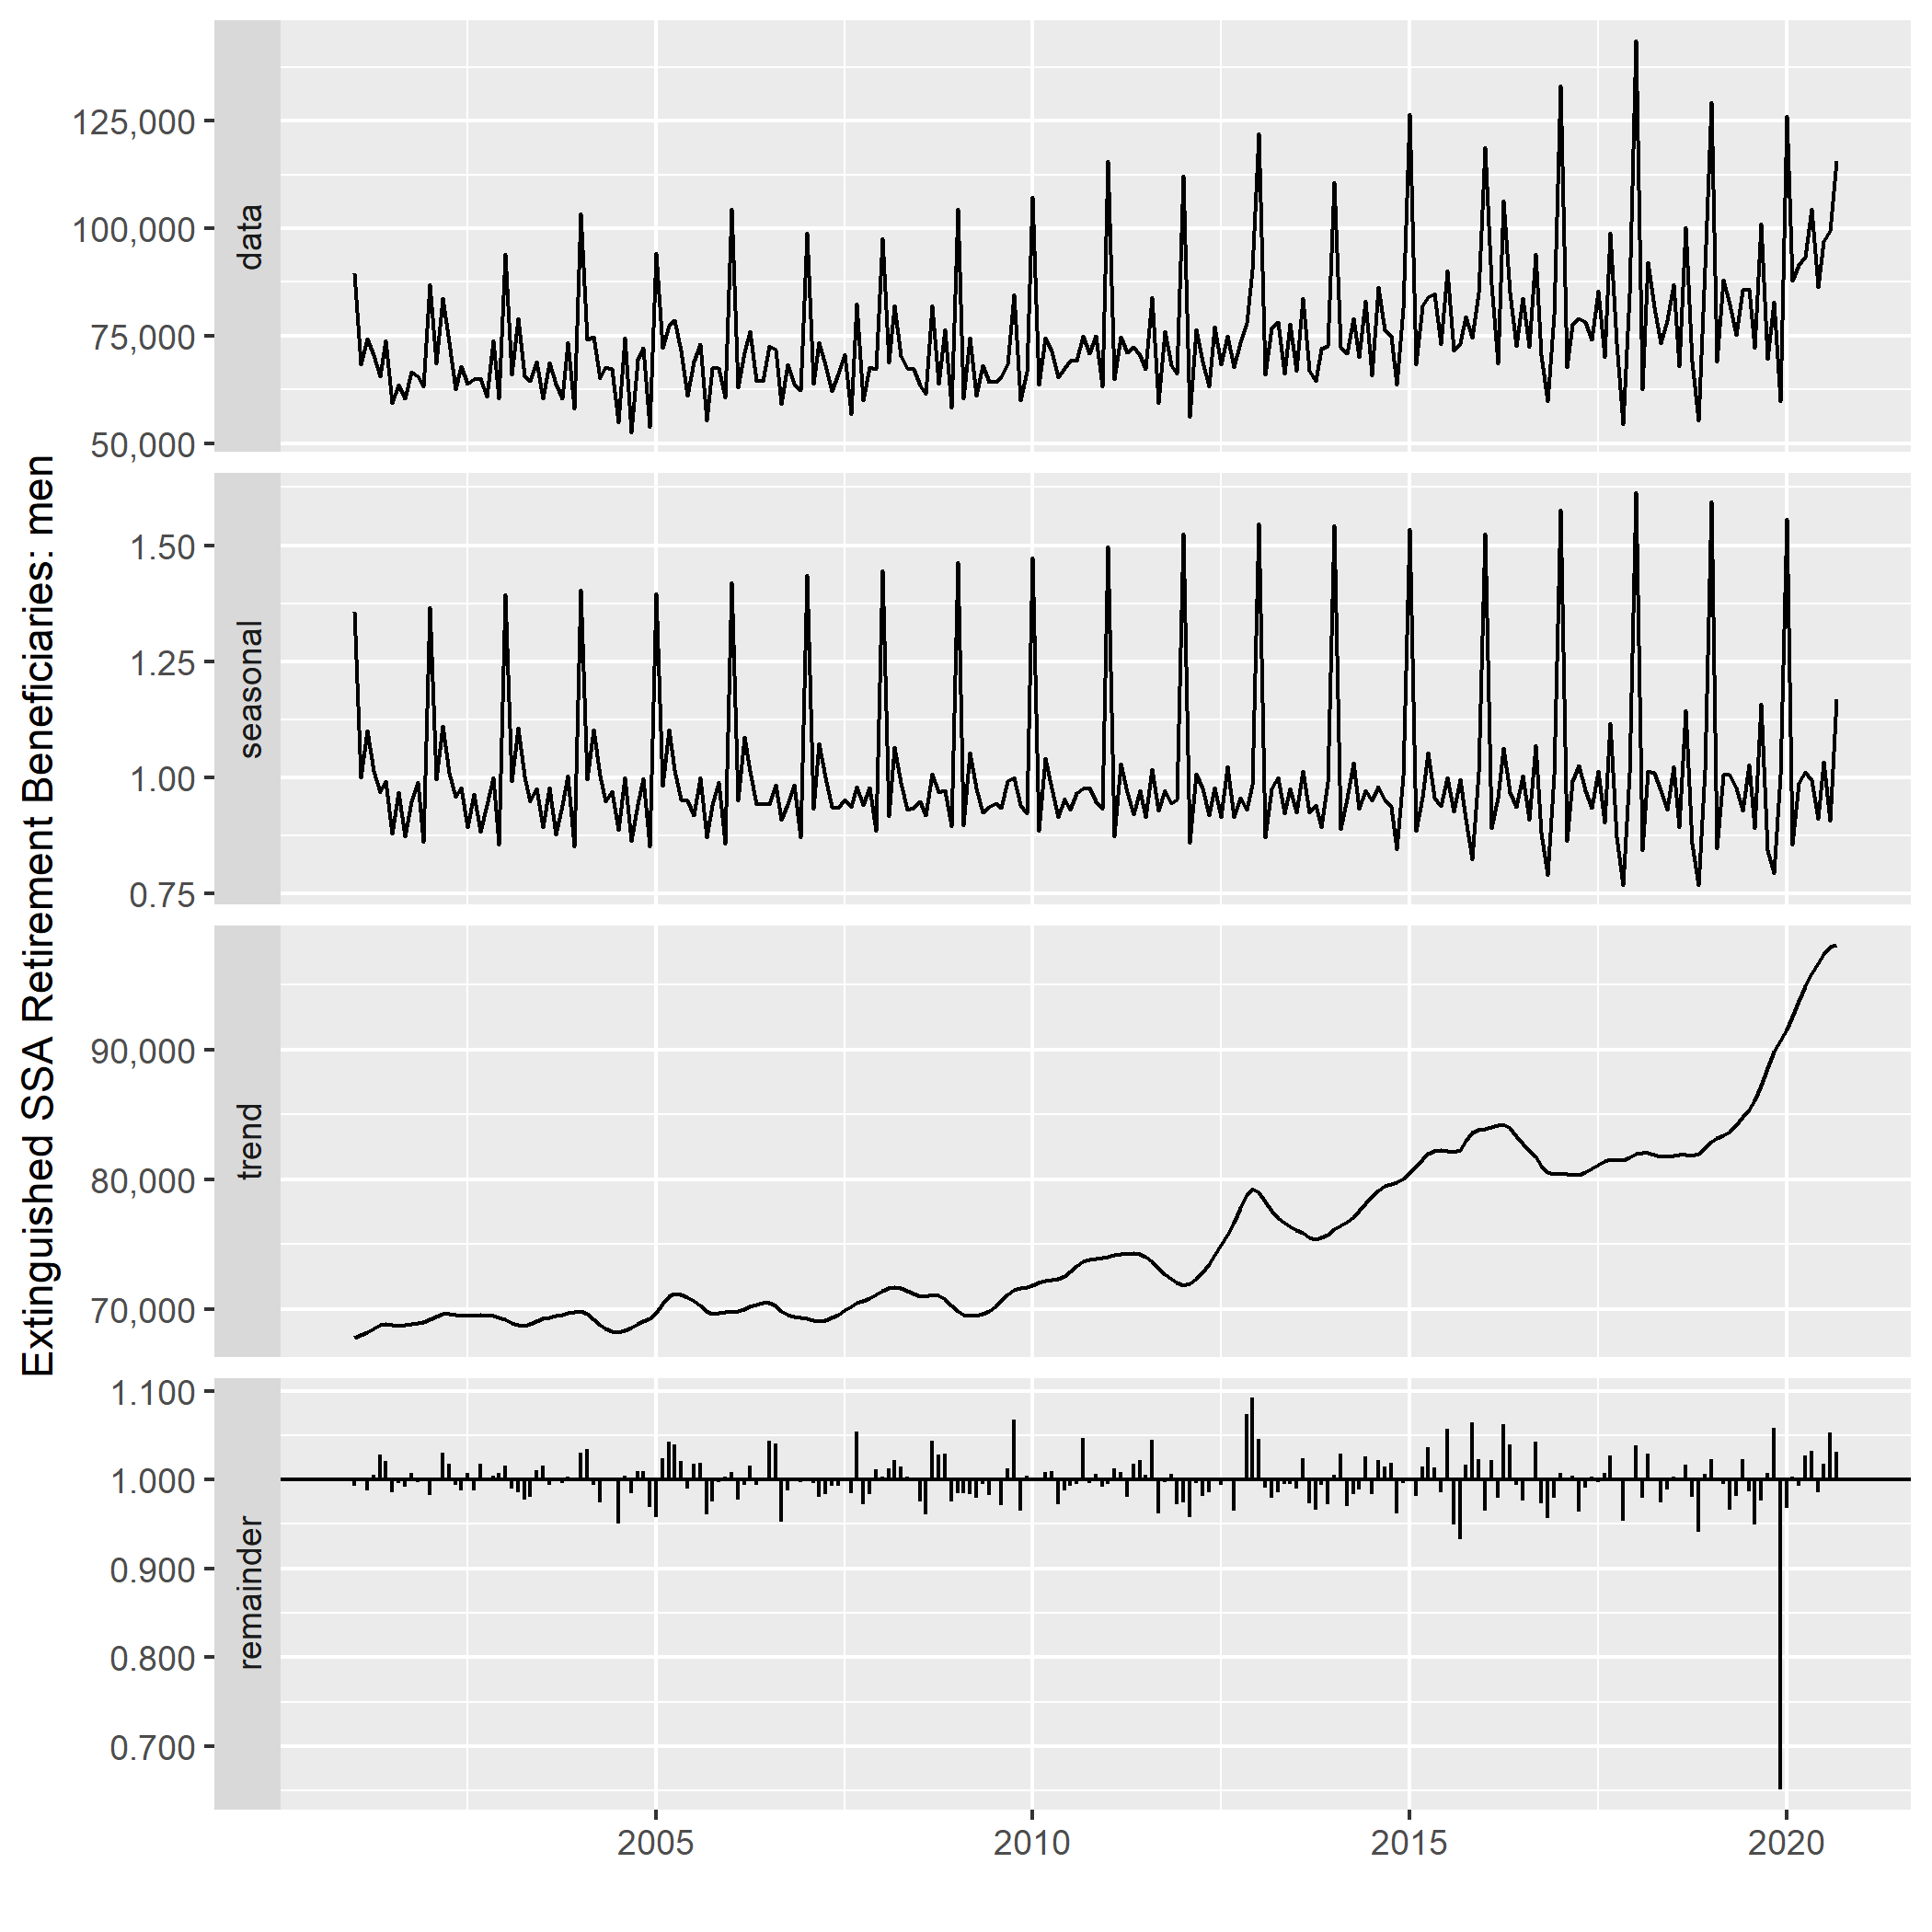 Extinguished SSA Retirement Beneficiaries: men
data
125,000
100,000
75,000
50,000
seasonal
1.50
1.25
1.00
0.75
trend
90,000
80,000
70,000
remainder
1.100
1.000
0.900
0.800
0.700
2005 2010 2015 2020